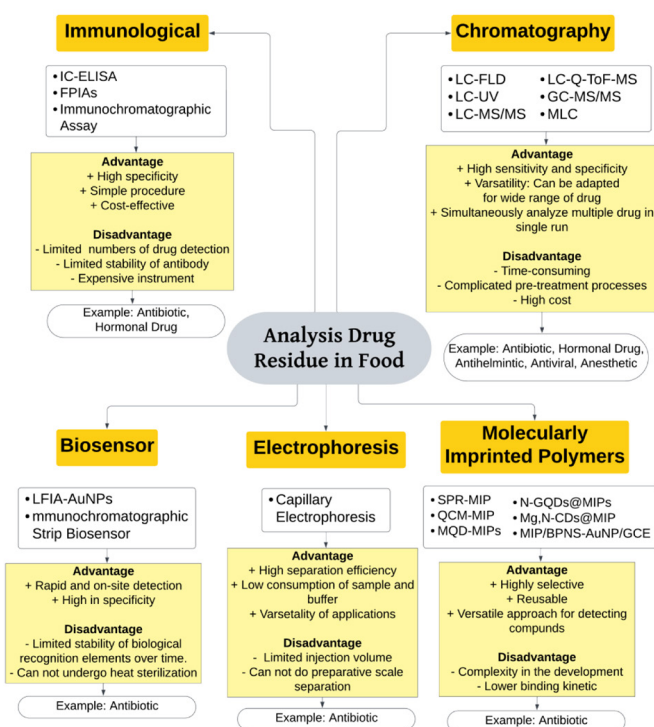 Immunological
• IC-ELISA
• FPIAs
• Immunochromatographic
Assay
Advantage
+ High specificity
+ Simple procedure
+ Cost-effective
Disadvantage
- Limited numbers of drug detection
- Limited stability of antibody
- Expensive instrument
Example: Antibiotic,
Hormonal Drug
Chromatography
• LC-FLD
• LC-UV
• LC-MS/MS
• LC-Q-ToF-MS
• GC-MS/MS
• MLC
Advantage
+ High sensitivity and specificity
+ Varsatility: Can be adapted
for wide range of drug
+ Simultaneously analyze multiple drug in
single run
Disadvantage
- Time-consuming
- Complicated pre-treatment processes
- High cost
Example: Antibiotic, Hormonal Drug,
Antihelmintic, Antiviral, Anesthetic
Analysis Drug
Residue in Food
Biosensor
• LFIA-AuNPs
• mmunochromatographic
Strip Biosensor
Advantage
+ Rapid and on-site detection
+ High in specificity
Disadvantage
- Limited stability of biological
recognition elements over time.
- Can not undergo heat sterilization
Example: Antibiotic
Electrophoresis
• Capillary
Electrophoresis
Advantage
+ High separation efficiency
+ Low consumption of sample and
buffer
+ Varsetality of applications
Disadvantage
- Limited injection volume
- Can not do preparative scale
separation
Example: Antibiotic
Molecularly
Imprinted Polymers
• SPR-MIP
• QCM-MIP
• MQD-MIPs
• N-GQDs@MIPs
• Mg,N-CDs@MIP
• MIP/BPNS-AuNP/GCE
Advantage
+ Highly selective
+ Reusable
+ Versatile approach for detecting
compunds
Disadvantage
- Complexity in the development
- Lower binding kinetic
Example: Antibiotic